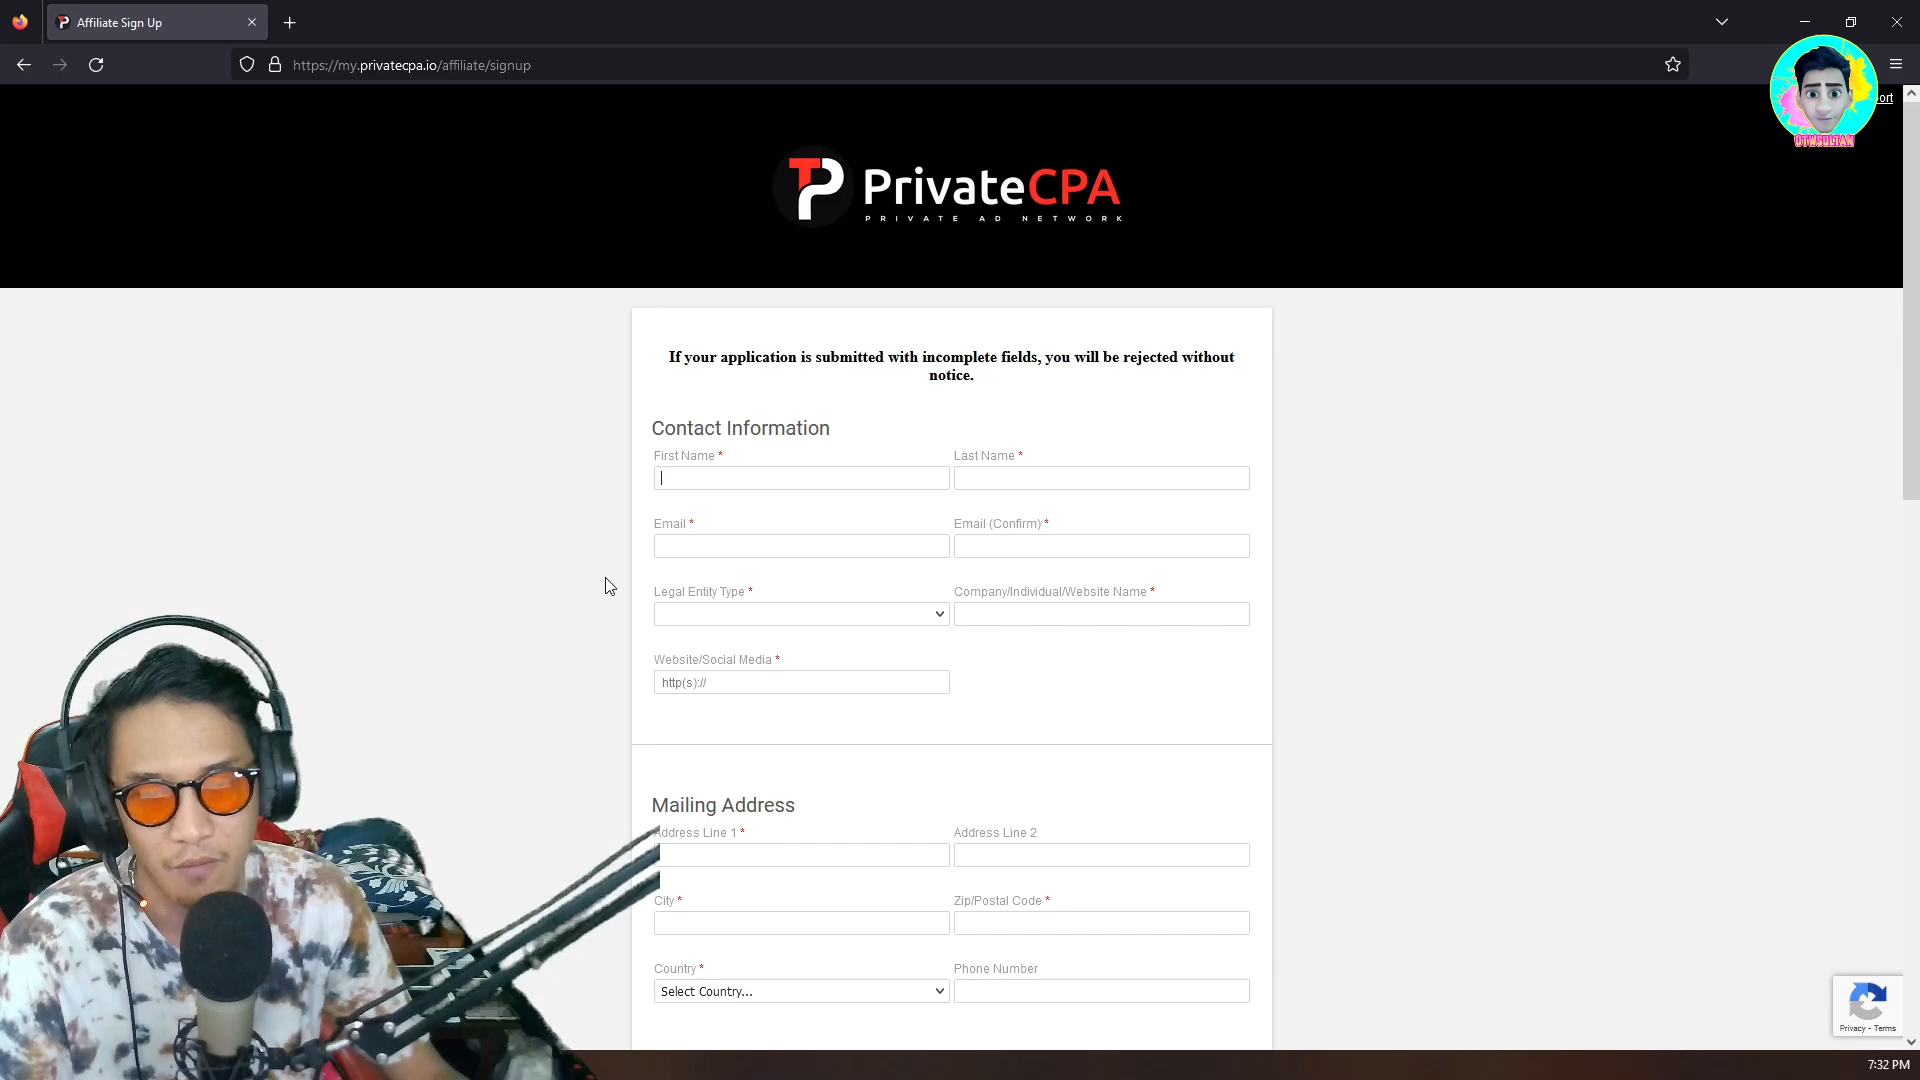 Affiliate Sign Up
https://my.privatecpa.io/affiliate/signup
ort
OTWSULTAN
PrivateCPA
PRIVATE AD NETWORK
If your application is submitted with incomplete fields, you will be rejected without
notice.
Contact Information
First Name *
Last Name *
Email *
Email (Confirm) *
Legal Entity Type *
Company/Individual/Website Name *
Website/Social Media *
http(s)://
Mailing Address
Address Line 1 *
Address Line 2
City *
Zip/Postal Code *
Country *
Phone Number
Select Country...
Privacy - Terms
7:32 PM